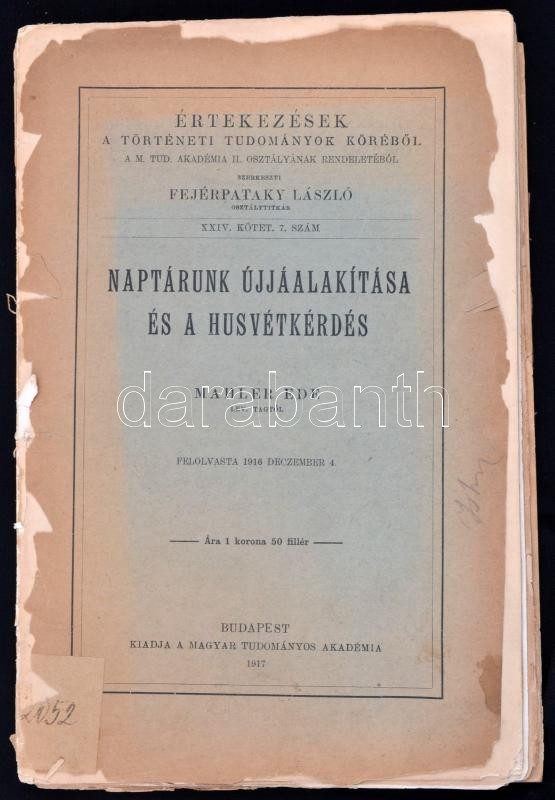 ÉRTEKEZÉSEK
A TÖRTÉNETI TUDOMÁNYOK KÖRÉBŐL
A M. TUD. AKADÉMIA II. OSZTÁLYÁNAK RENDELETÉBŐL
SZERKESZTI
FEJÉRPATAKY LÁSZLÓ
OSZTÁLYTITKÁR
XXIV. KÖTET. 7. SZÁM
NAPTÁRUNK ÚJJÁALAKÍTÁSA
ÉS A HUSVÉTKÉRDÉS
MAHLER EDE
LEV. TAGTÓL
darabanth
FELOLVASTA 1916 DECZEMBER 4.
Ára 1 korona 50 fillér
BUDAPEST
KIADJA A MAGYAR TUDOMÁNYOS AKADÉMIA
1917
52